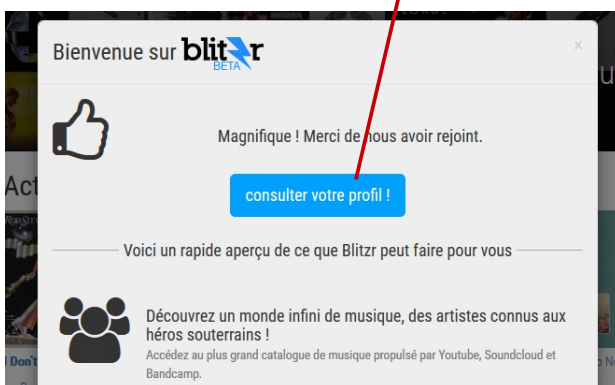 Bienvenue sur blitzr
BETA
×
u
Magnifique ! Merci de nous avoir rejoint.
Act
consulter votre profil !
Voici un rapide aperçu de ce que Blitzr peut faire pour vous
Découvrez un monde infini de musique, des artistes connus aux
héros souterrains !
Accédez au plus grand catalogue de musique propulsé par Youtube, Soundcloud et
Bandcamp.
Don't